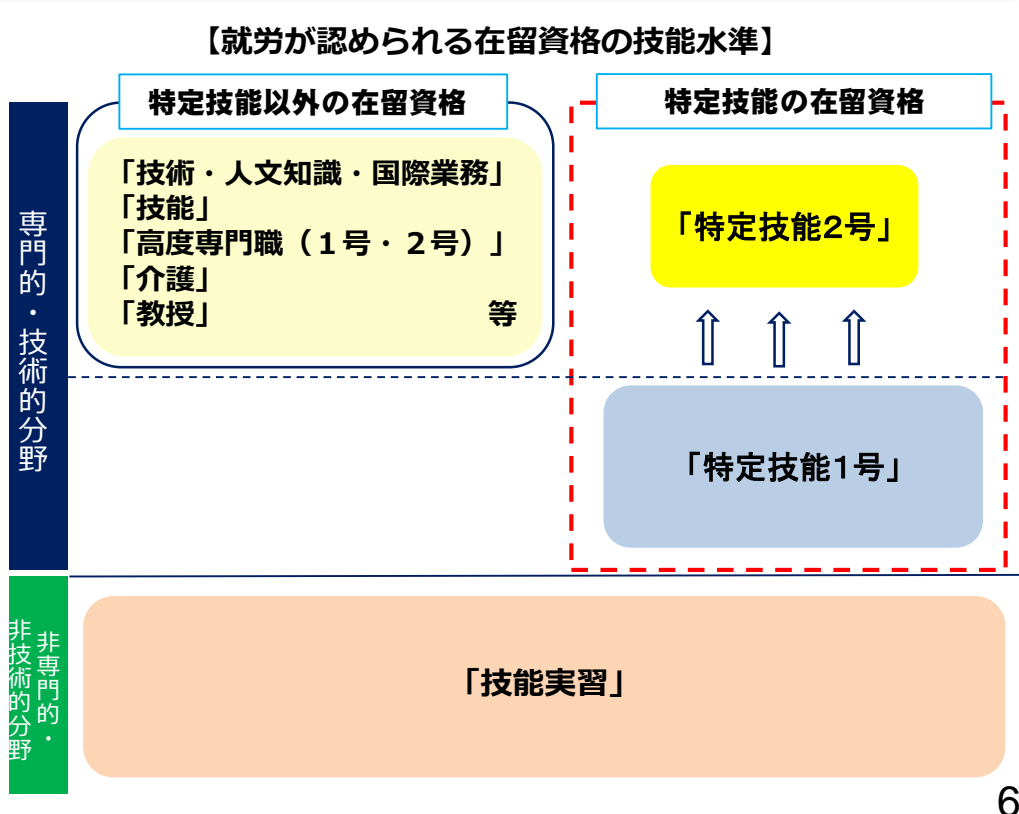 【就労が認められる在留資格の技能水準】
特定技能以外の在留資格
特定技能の在留資格
専門的・技術的分野
「技術・人文知識・国際業務」
「技能」
「高度専門職（１号・２号）」
「介護」
「教授」 等
「特定技能2号」
「特定技能1号」
非専門的・
非技術的分野
「技能実習」
6